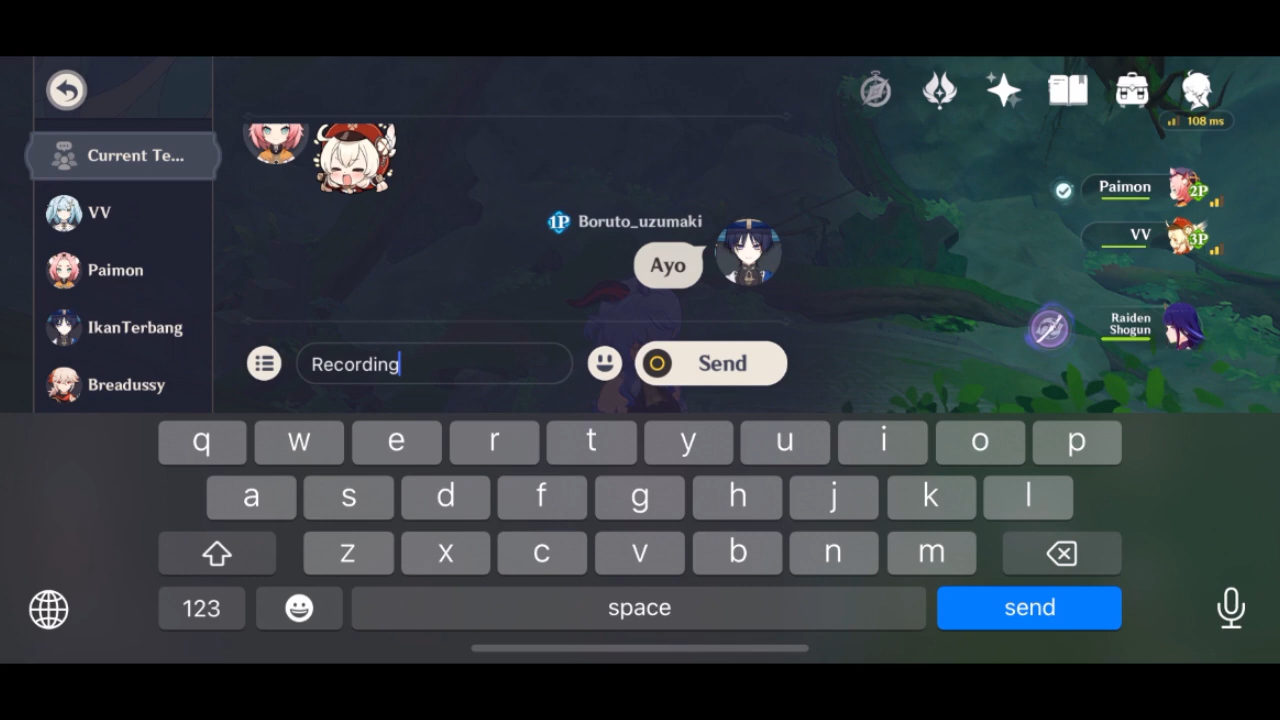 108 ms
Current Te...
VV
Paimon
IkanTerbang
Breadussy
1P Boruto_uzumaki
Ayo
Recording
Send
Paimon 2P
VV 3P
Raiden
Shogun
q w e r t y u i o p
a s d f g h j k l
z x c v b n m
123 space send